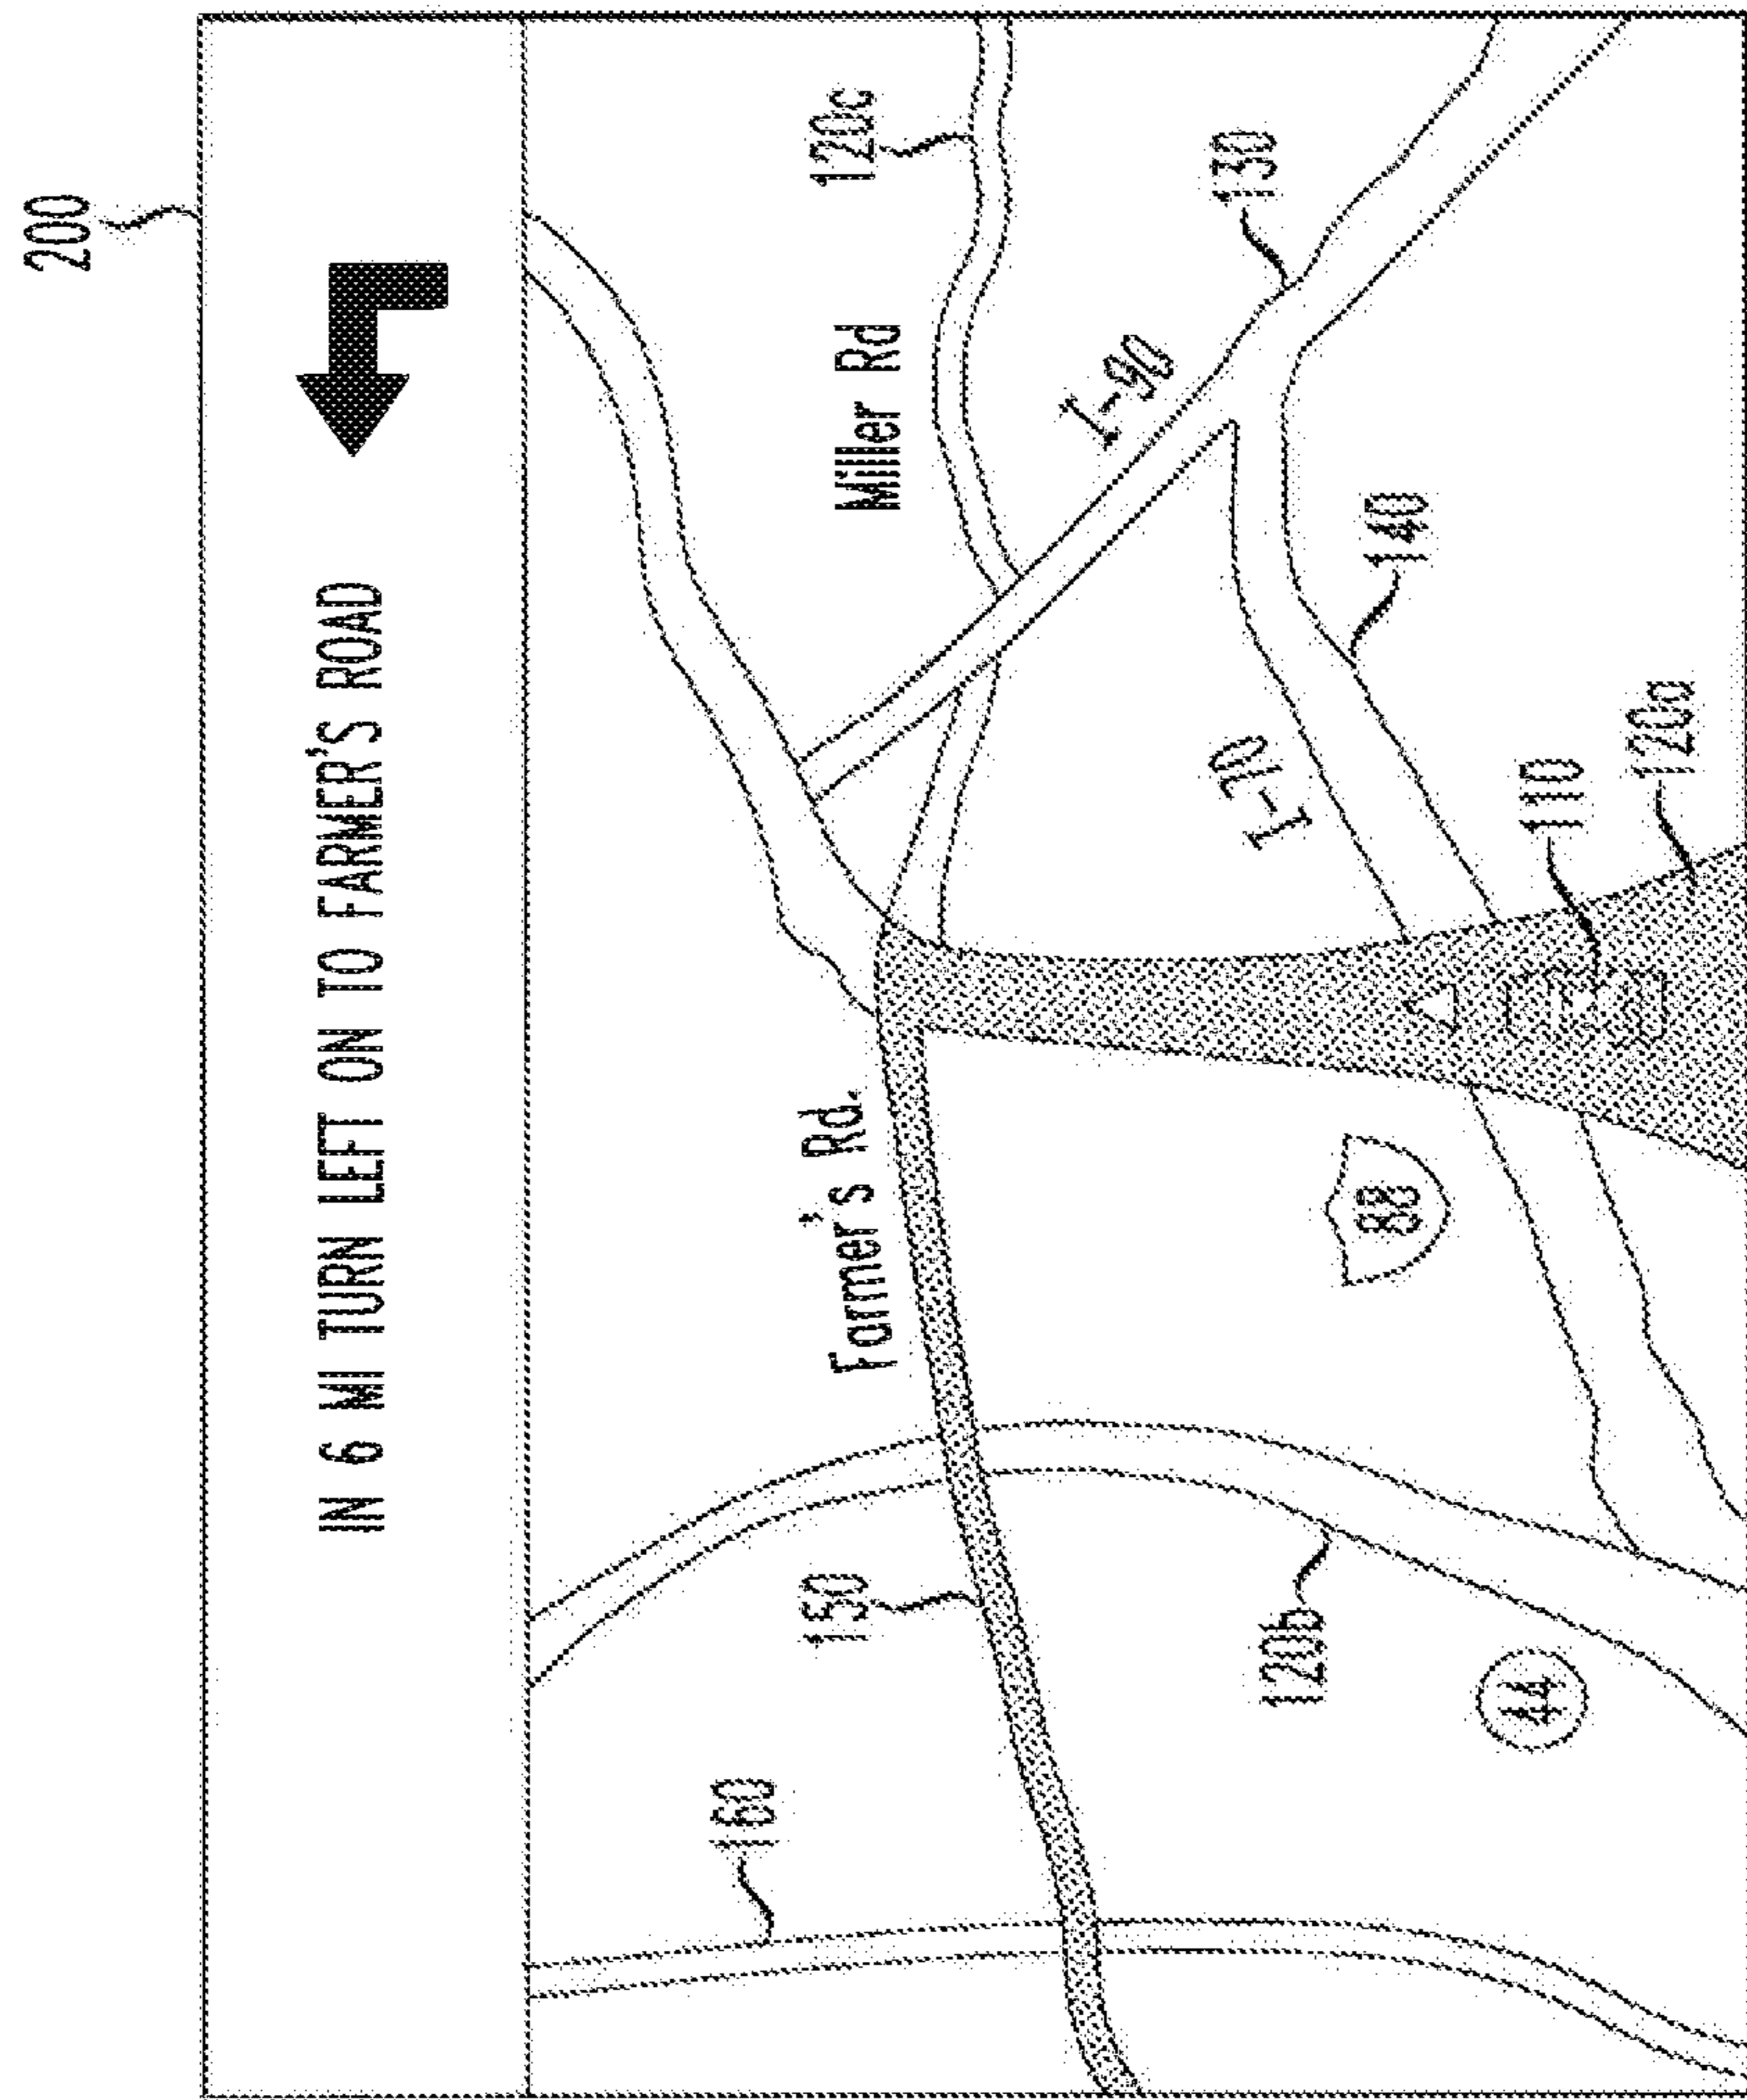 200
IN 6 MI TURN LEFT ON TO FARMER'S ROAD
160
150
Farmer's Rd.
Miller Rd
120c
I-90
130
I-70
120b
88
140
44
110
120a